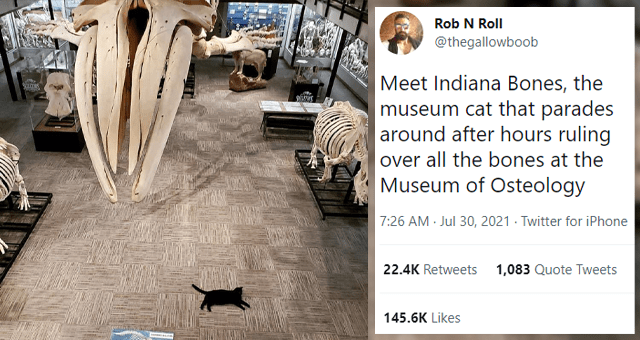 Rob N Roll
@thegallowboob
Meet Indiana Bones, the
museum cat that parades
around after hours ruling
over all the bones at the
Museum of Osteology
7:26 AM · Jul 30, 2021 · Twitter for iPhone
22.4K Retweets 1,083 Quote Tweets
145.6K Likes